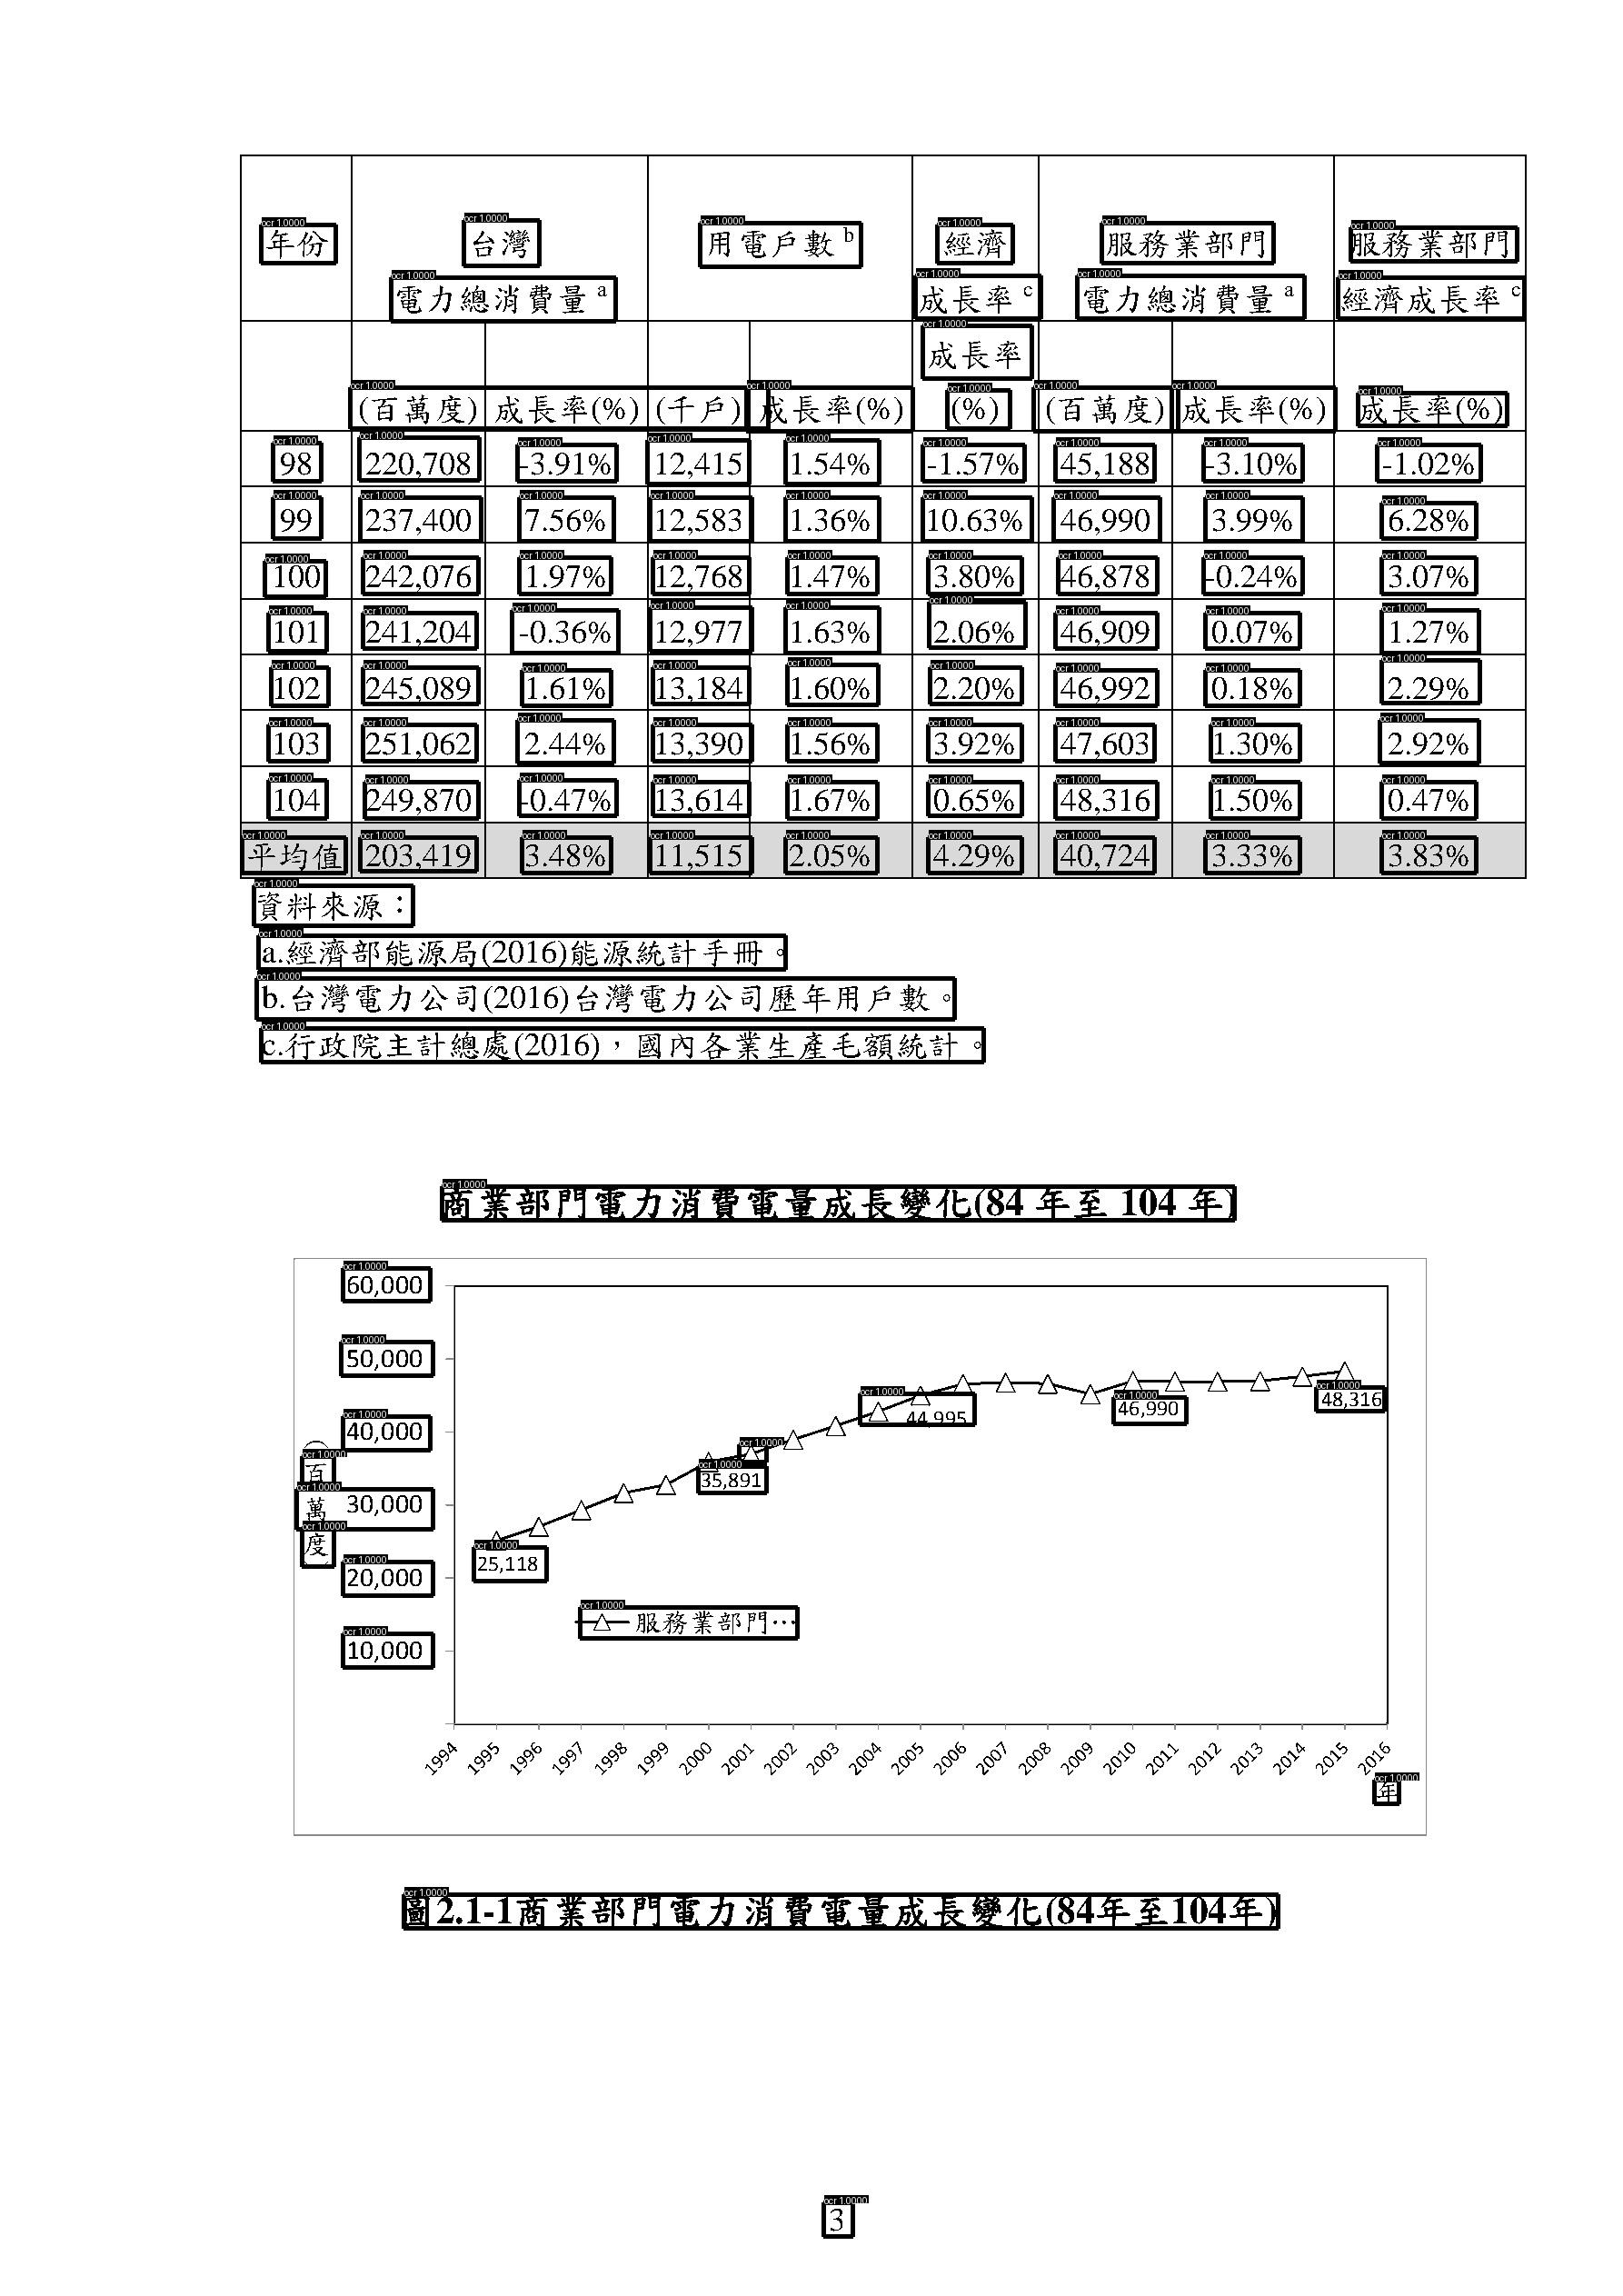 年份 台灣 用電戶數 b 經濟 服務業部門 服務業部門
電力總消費量 a 成長率 c 電力總消費量 a 經濟成長率 c
成長率
(百萬度) 成長率(%) (千戶) 成長率(%) (%) (百萬度) 成長率(%) 成長率(%)
98 220,708 -3.91% 12,415 1.54% -1.57% 45,188 -3.10% -1.02%
99 237,400 7.56% 12,583 1.36% 10.63% 46,990 3.99% 6.28%
100 242,076 1.97% 12,768 1.47% 3.80% 46,878 -0.24% 3.07%
101 241,204 -0.36% 12,977 1.63% 2.06% 46,909 0.07% 1.27%
102 245,089 1.61% 13,184 1.60% 2.20% 46,992 0.18% 2.29%
103 251,062 2.44% 13,390 1.56% 3.92% 47,603 1.30% 2.92%
104 249,870 -0.47% 13,614 1.67% 0.65% 48,316 1.50% 0.47%
平均值 203,419 3.48% 11,515 2.05% 4.29% 40,724 3.33% 3.83%
資料來源：
a.經濟部能源局(2016)能源統計手冊。
b.台灣電力公司(2016)台灣電力公司歷年用戶數。
c.行政院主計總處(2016)，國內各業生產毛額統計。
商業部門電力消費電量成長變化(84 年至 104 年)
60,000
50,000
40,000
30,000
20,000
10,000
(百萬度
25,118
35,891
44,995
46,990
48,316
服務業部門…
1994 1995 1996 1997 1998 1999 2000 2001 2002 2003 2004 2005 2006 2007 2008 2009 2010 2011 2012 2013 2014 2015 2016
年
圖2.1-1商業部門電力消費電量成長變化(84年至104年)
3